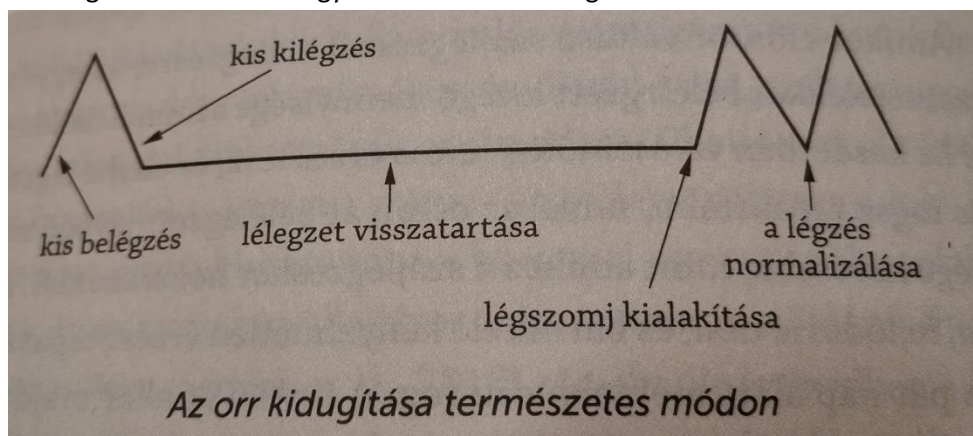 kis kilégzés
kis belégzés
lélegzet visszatartása
a légzés
normalizálása
légszomj kialakítása
Az orr kidugítása természetes módon